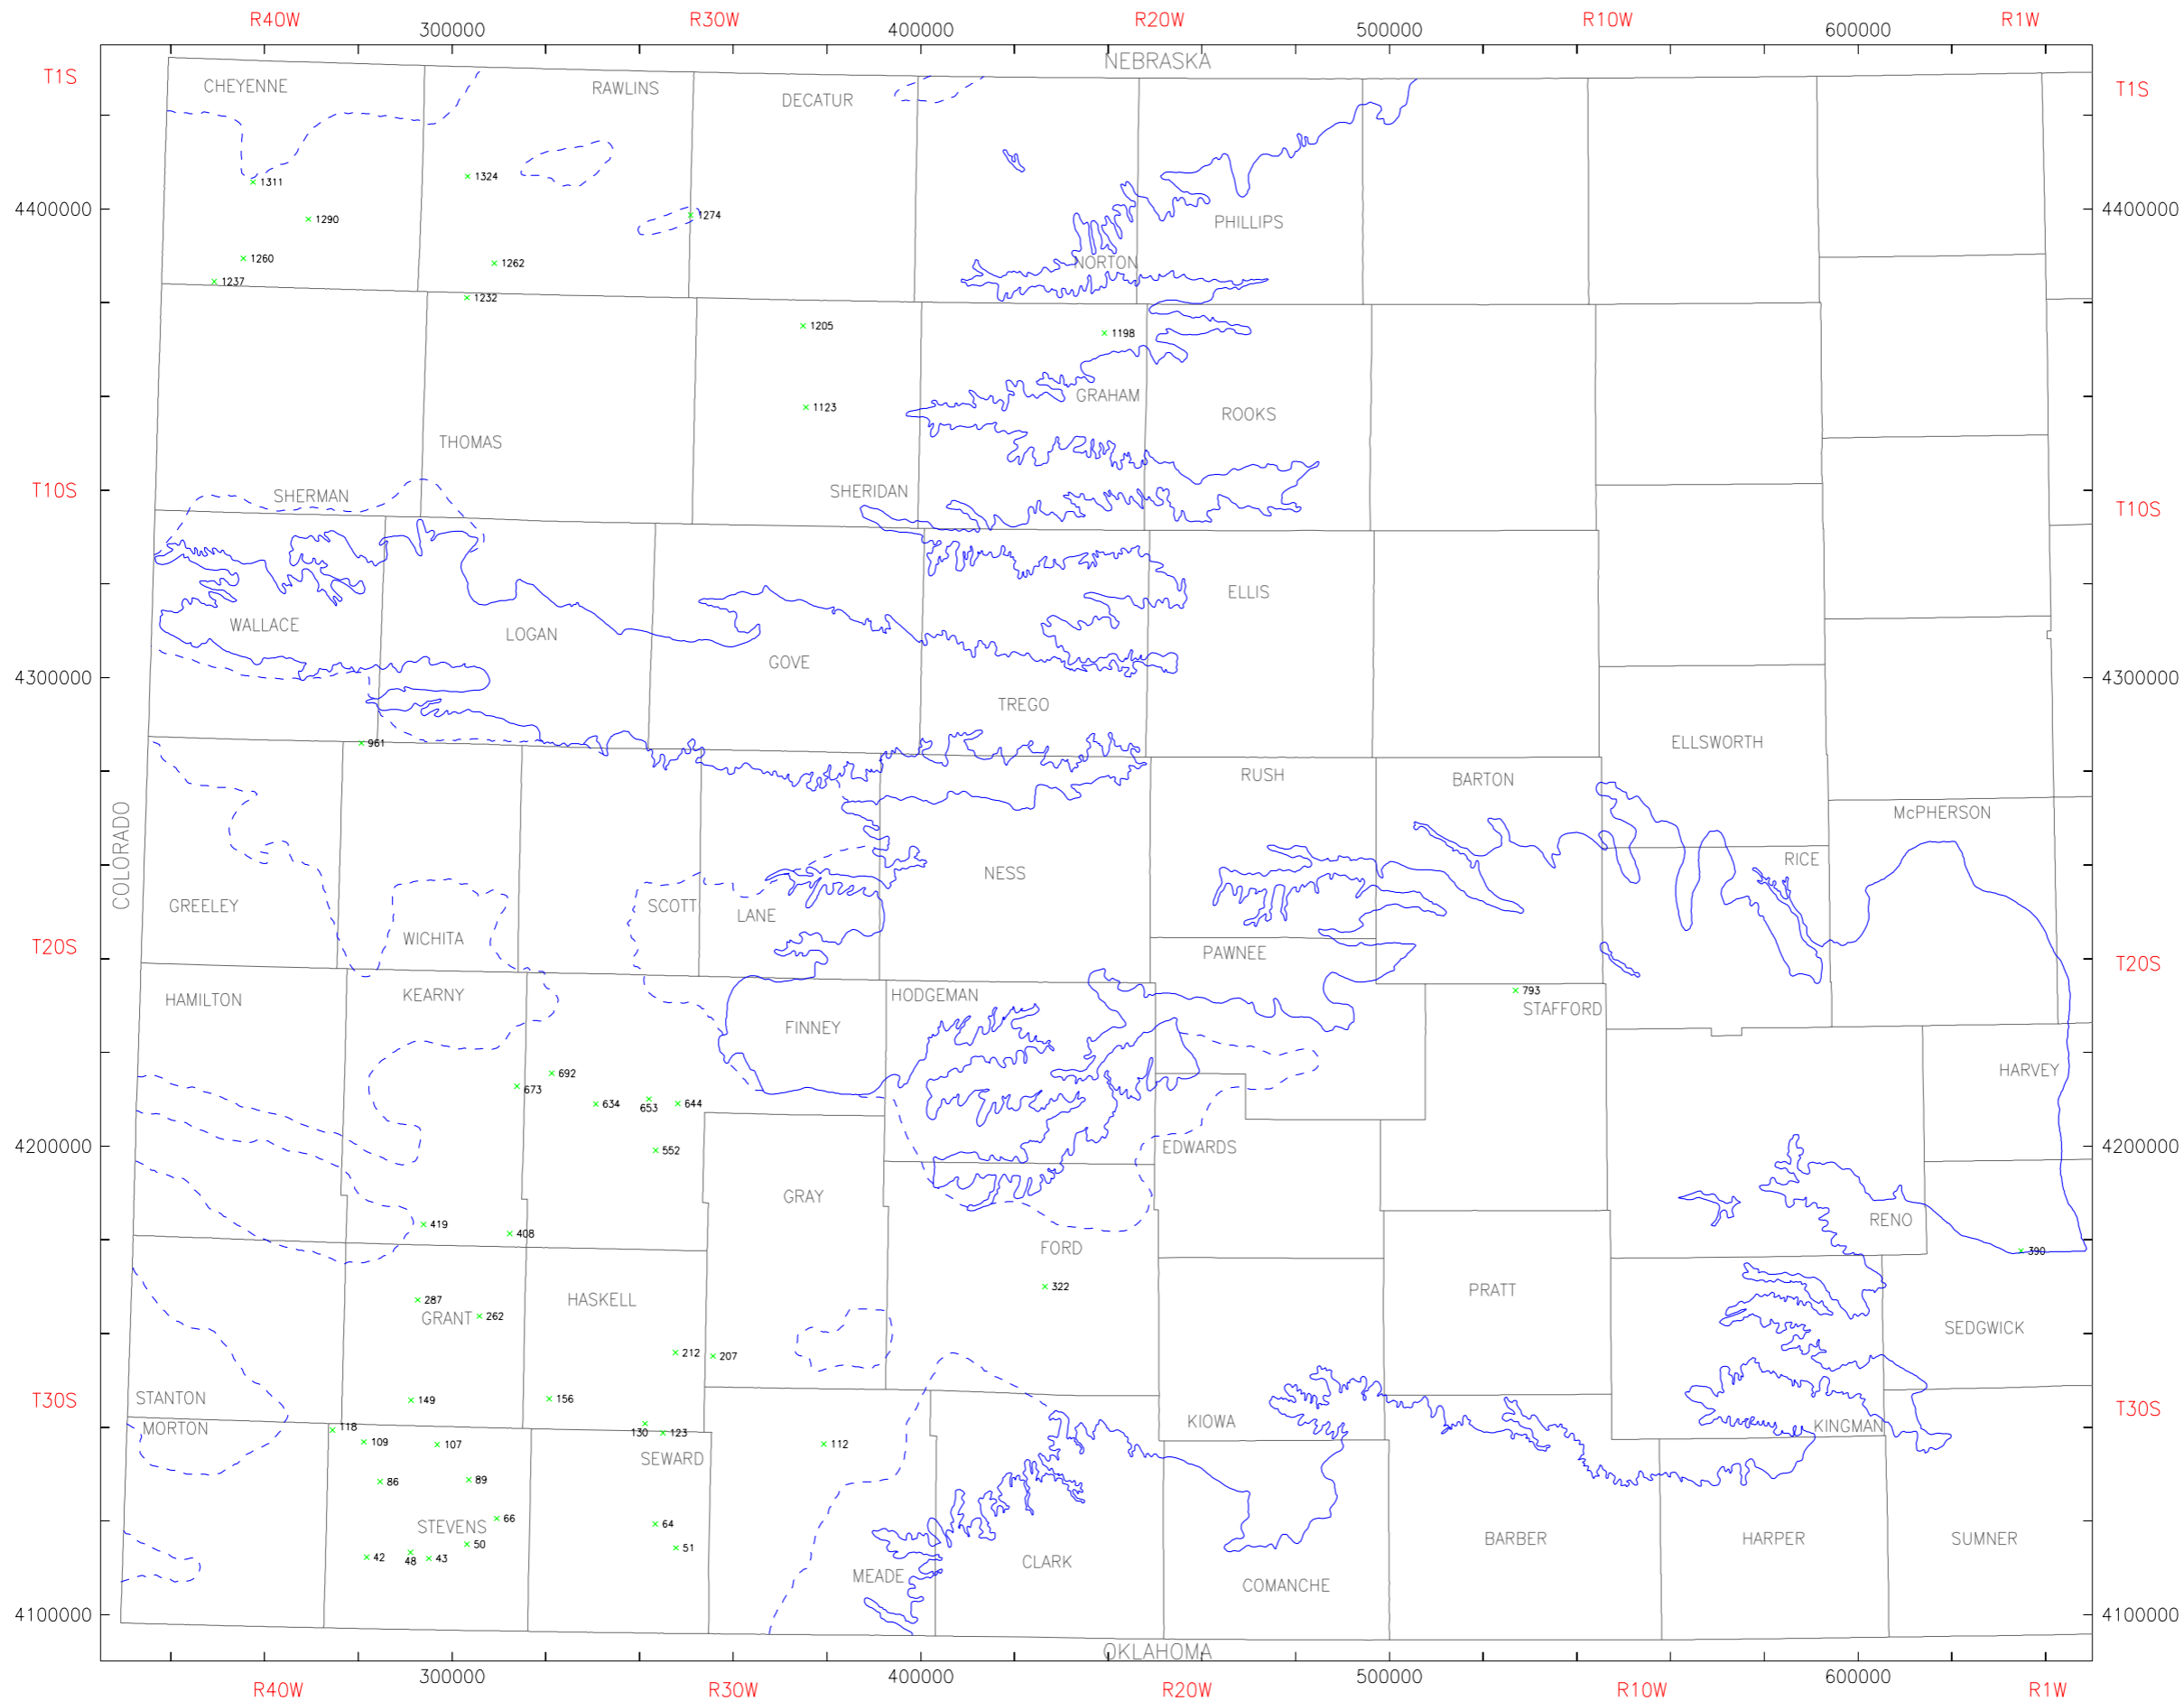 R40W R30W R20W R10W R1W
300000 400000 500000 600000
NEBRASKA
T1S T1S
CHEYENNE RAWLINS DECATUR
1324
1311
4400000 4400000
1290 1274 PHILLIPS
1260 1262 NORTON
1237
1232
1205 1198
GRAHAM
1123 ROOKS
THOMAS
T10S SHERMAN SHERIDAN
T10S
ELLIS
WALLACE LOGAN
GOVE
4300000 4300000
TREGO
961 ELLSWORTH
RUSH BARTON
COLORADO
McPHERSON
RICE
NESS
GREELEY SCOTT LANE
WICHITA
T20S PAWNEE
T20S
HAMILTON KEARNY HODGEMAN 793
STAFFORD
FINNEY
692 HARVEY
673
634 653 644
4200000 552 EDWARDS 4200000
GRAY
419 RENO
408
FORD 390
322 PRATT
287 HASKELL
GRANT 262
SEDGWICK
212 207
T30S STANTON 149 156
T30S
MORTON 118 KIOWA KINGMAN
109 107 130 123 112
SEWARD
86 89
66 64
STEVENS
50 51 BARBER HARPER SUMNER
42 48 43
MEADE CLARK
COMANCHE
4100000 4100000
OKLAHOMA
300000 400000 500000 600000
R40W R30W R20W R10W R1W